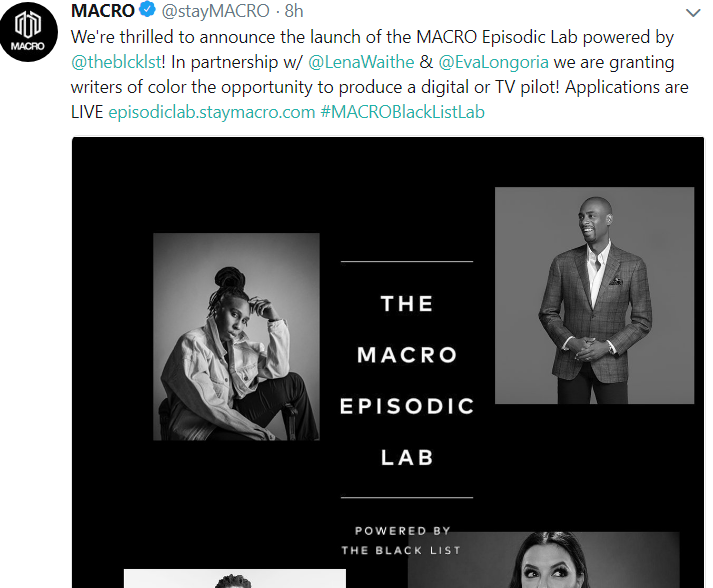 MACRO @stayMACRO · 8h
We're thrilled to announce the launch of the MACRO Episodic Lab powered by
@theblcklst! In partnership w/ @LenaWaithe & @EvaLongoria we are granting
writers of color the opportunity to produce a digital or TV pilot! Applications are
LIVE episodiclab.staymacro.com #MACROBlackListLab
MACRO
THE
MACRO
EPISODIC
LAB
POWERED BY
THE BLACK LIST